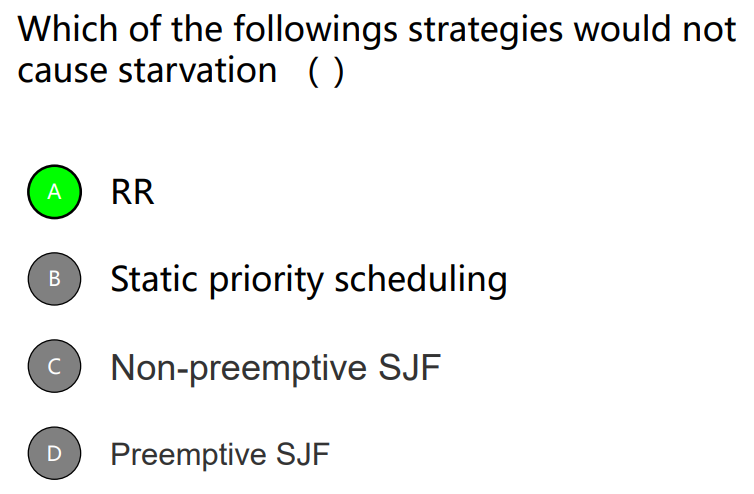 Which of the followings strategies would not
cause starvation ( )
A RR
B Static priority scheduling
C Non-preemptive SJF
D Preemptive SJF